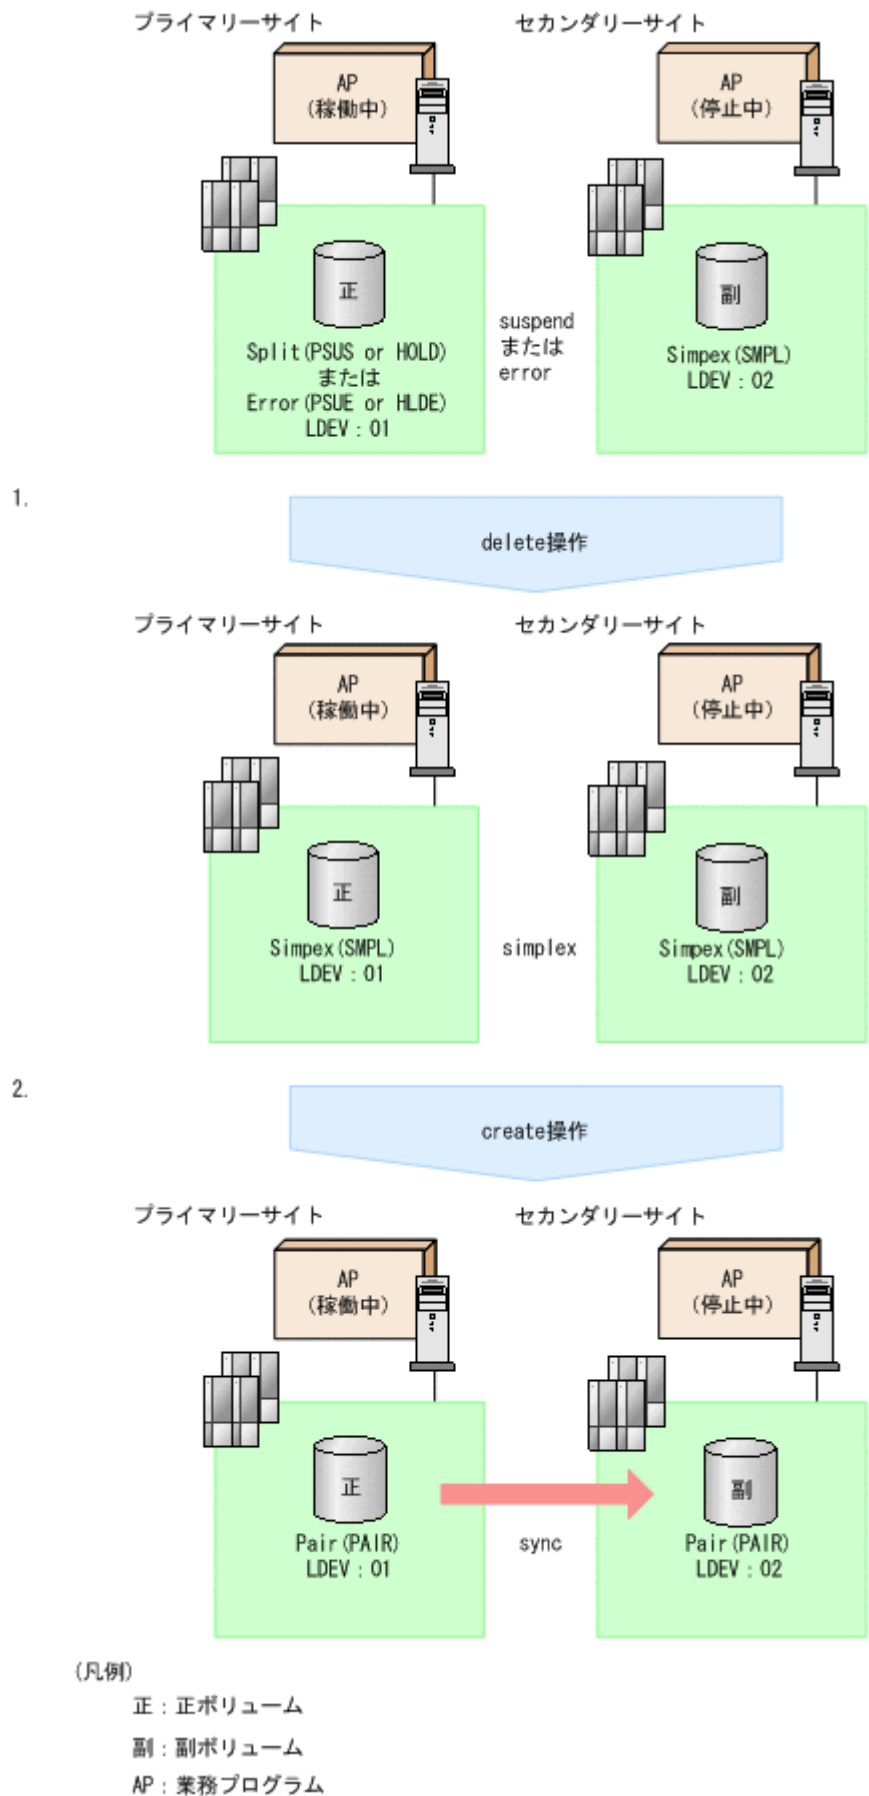 プライマリーサイト
セカンダリーサイト
AP
(稼働中)
AP
(停止中)
正
副
Split(PSUS or HOLD)
または
Error(PSUE or HLDE)
LDEV：01
suspend
または
error
Simpex(SMPL)
LDEV：02
1.
delete操作
プライマリーサイト
セカンダリーサイト
AP
(稼働中)
AP
(停止中)
正
副
Simpex(SMPL)
LDEV：01
simplex
Simpex(SMPL)
LDEV：02
2.
create操作
プライマリーサイト
セカンダリーサイト
AP
(稼働中)
AP
(停止中)
正
副
Pair(PAIR)
LDEV：01
sync
Pair(PAIR)
LDEV：02
(凡例)
正：正ボリューム
副：副ボリューム
AP：業務プログラム